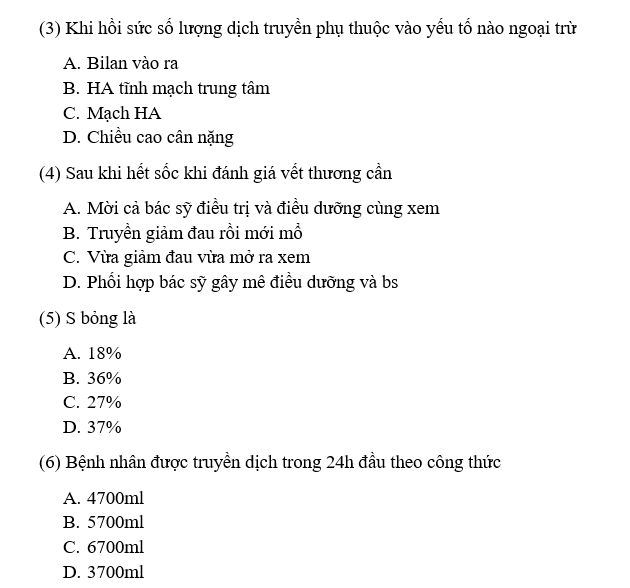 (3) Khi hồi sức số lượng dịch truyền phụ thuộc vào yếu tố nào ngoại trừ
A. Bilan vào ra
B. HA tĩnh mạch trung tâm
C. Mạch HA
D. Chiều cao cân nặng
(4) Sau khi hết sốc khi đánh giá vết thương cần
A. Mời cả bác sỹ điều trị và điều dưỡng cùng xem
B. Truyền giảm đau rồi mới mổ
C. Vừa giảm đau vừa mở ra xem
D. Phối hợp bác sỹ gây mê điều dưỡng và bs
(5) S bỏng là
A. 18%
B. 36%
C. 27%
D. 37%
(6) Bệnh nhân được truyền dịch trong 24h đầu theo công thức
A. 4700ml
B. 5700ml
C. 6700ml
D. 3700ml